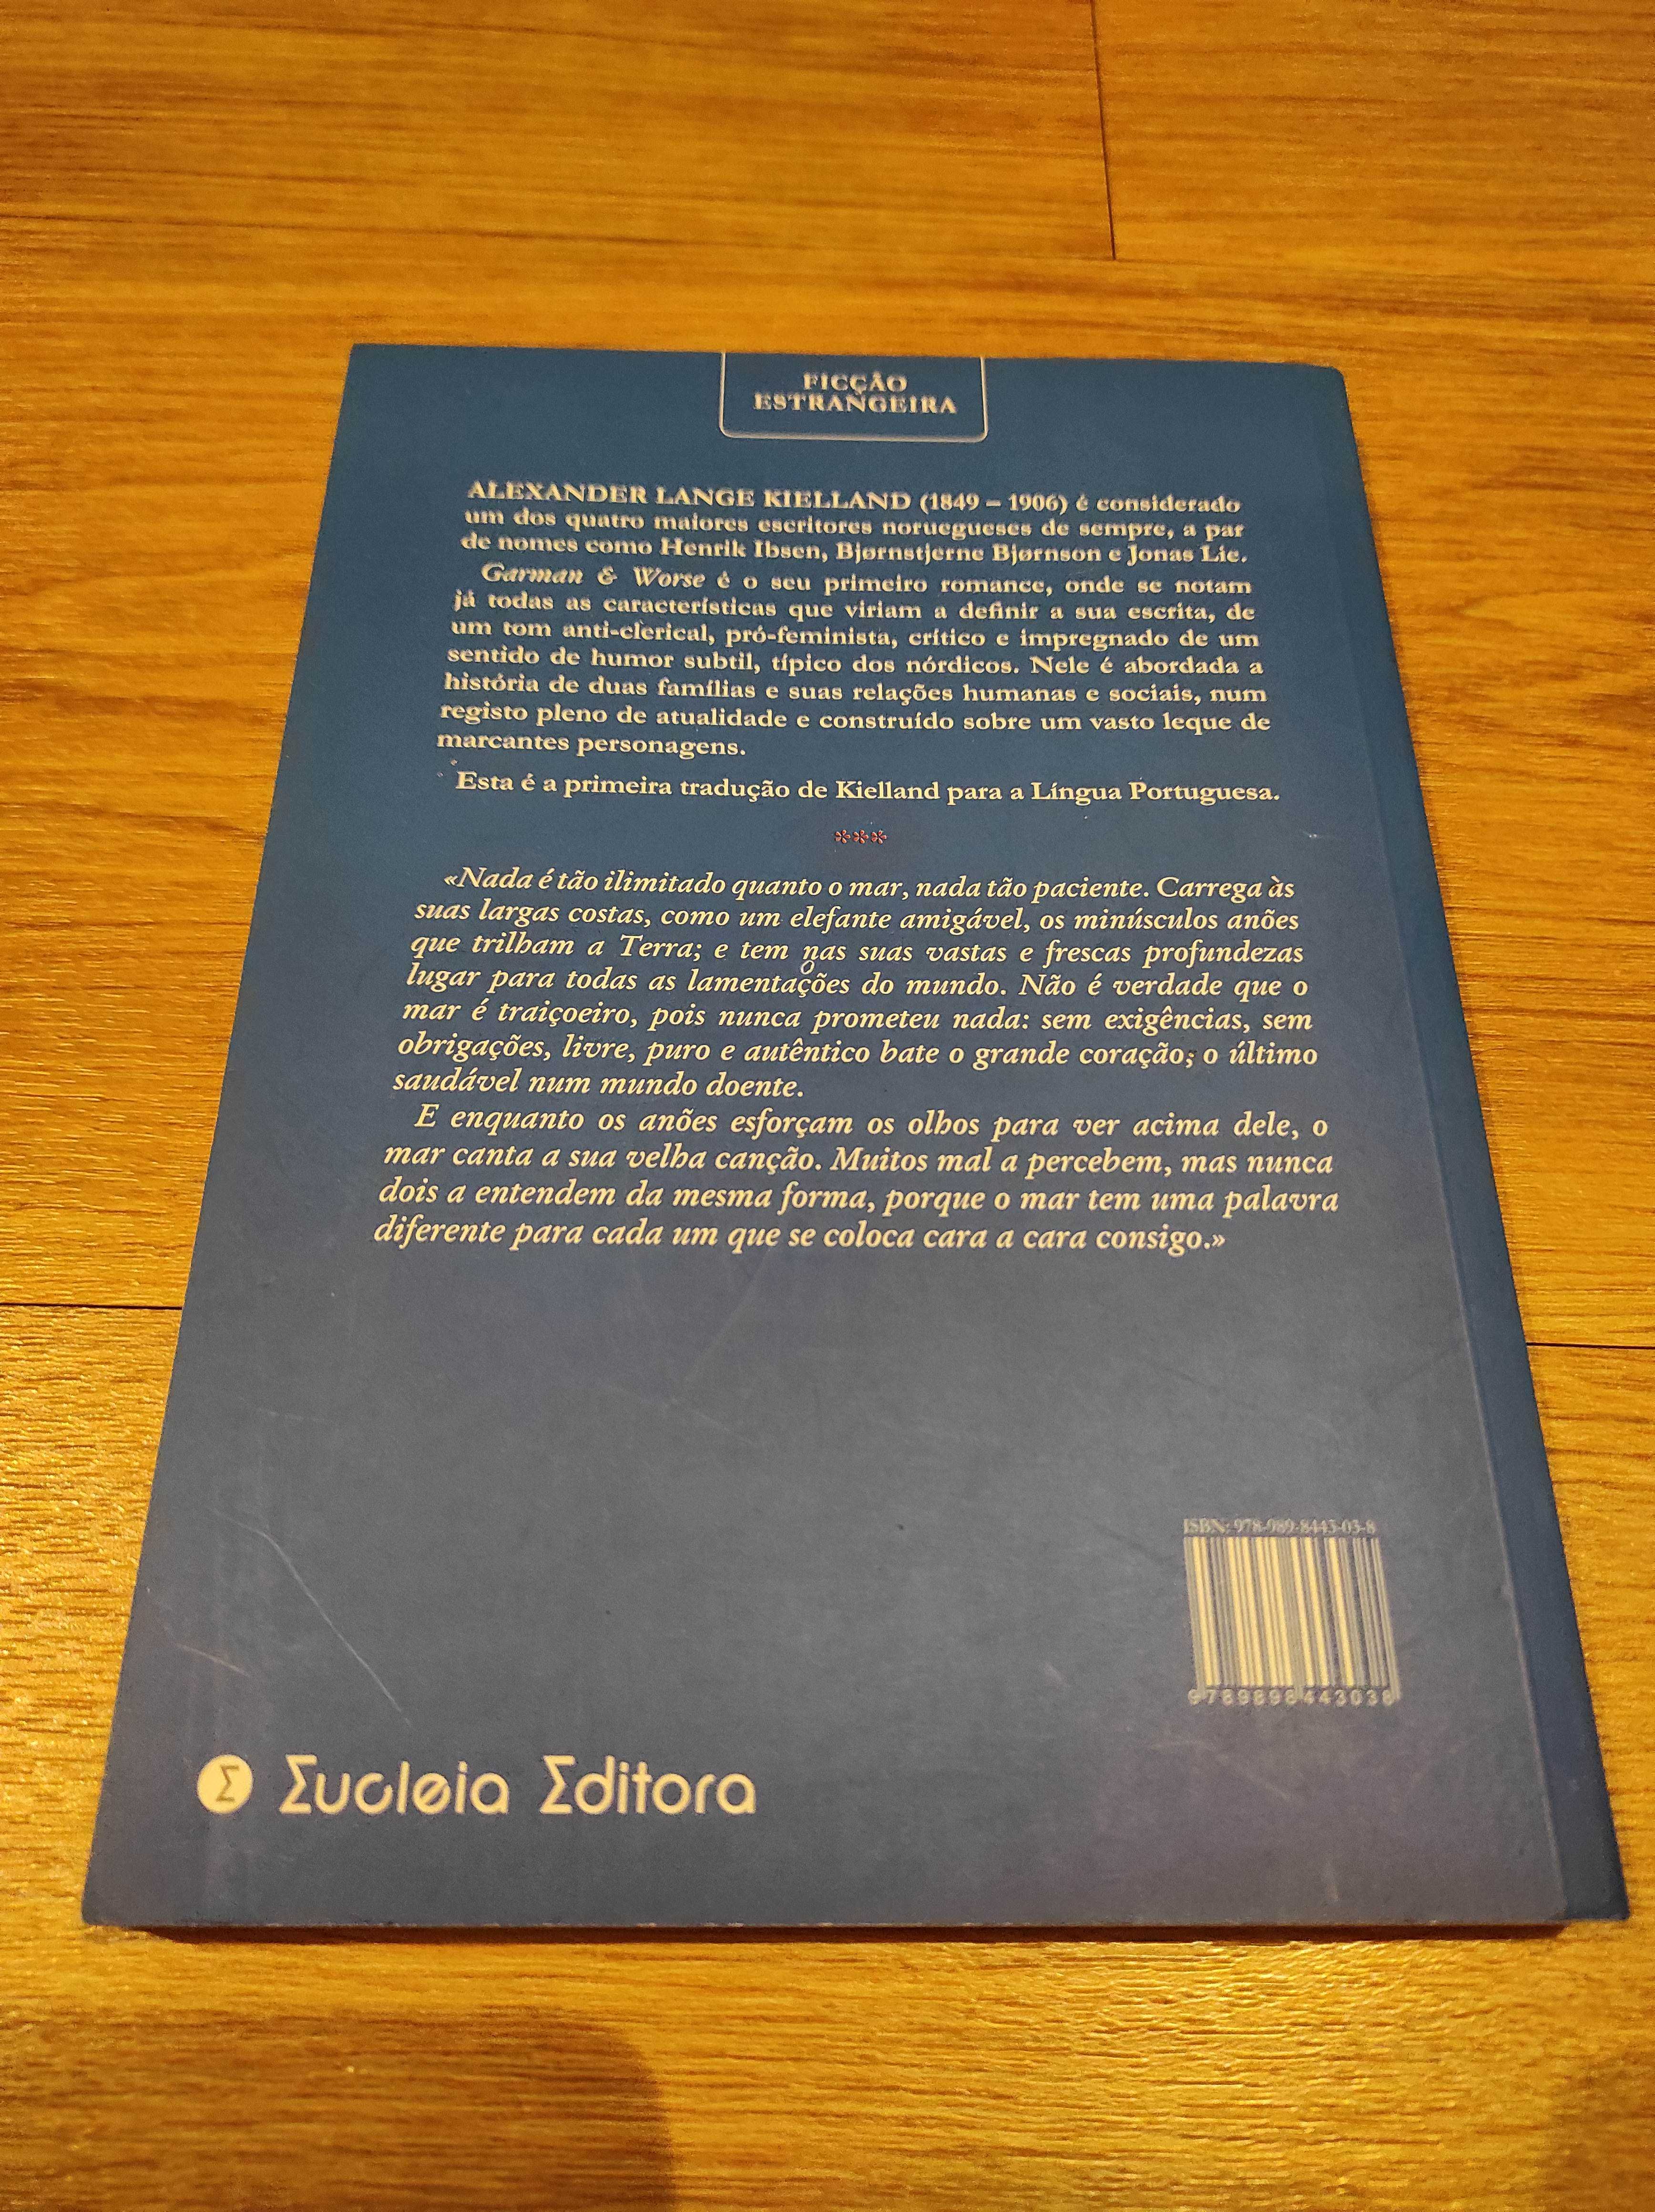 FICÇÃO
ESTRANGEIRA
ALEXANDER LANGE KIELLAND (1849 – 1906) é considerado
um dos quatro maiores escritores noruegueses de sempre, a par
de nomes como Henrik Ibsen, Bjørnstjerne Bjørnson e Jonas Lie.
Garman & Worse é o seu primeiro romance, onde se notam
já todas as características que viriam a definir a sua escrita, de
um tom anti-clerical, pró-feminista, crítico e impregnado de um
sentido de humor subtil, típico dos nórdicos. Nele é abordada a
história de duas famílias e suas relações humanas e sociais, num
registo pleno de atualidade e construído sobre um vasto leque de
marcantes personagens.
Esta é a primeira tradução de Kielland para a Língua Portuguesa.
***
«Nada é tão ilimitado quanto o mar, nada tão paciente. Carrega às
suas largas costas, como um elefante amigável, os minúsculos anões
que trilham a Terra; e tem nas suas vastas e frescas profundezas
lugar para todas as lamentações do mundo. Não é verdade que o
mar é traiçoeiro, pois nunca prometeu nada: sem exigências, sem
obrigações, livre, puro e autêntico bate o grande coração; o último
saudável num mundo doente.
E enquanto os anões esforçam os olhos para ver acima dele, o
mar canta a sua velha canção. Muitos mal a percebem, mas nunca
dois a entendem da mesma forma, porque o mar tem uma palavra
diferente para cada um que se coloca cara a cara consigo.»
ISBN: 978-989-8443-03-8
9789898443038
Σ Eucleia Editora